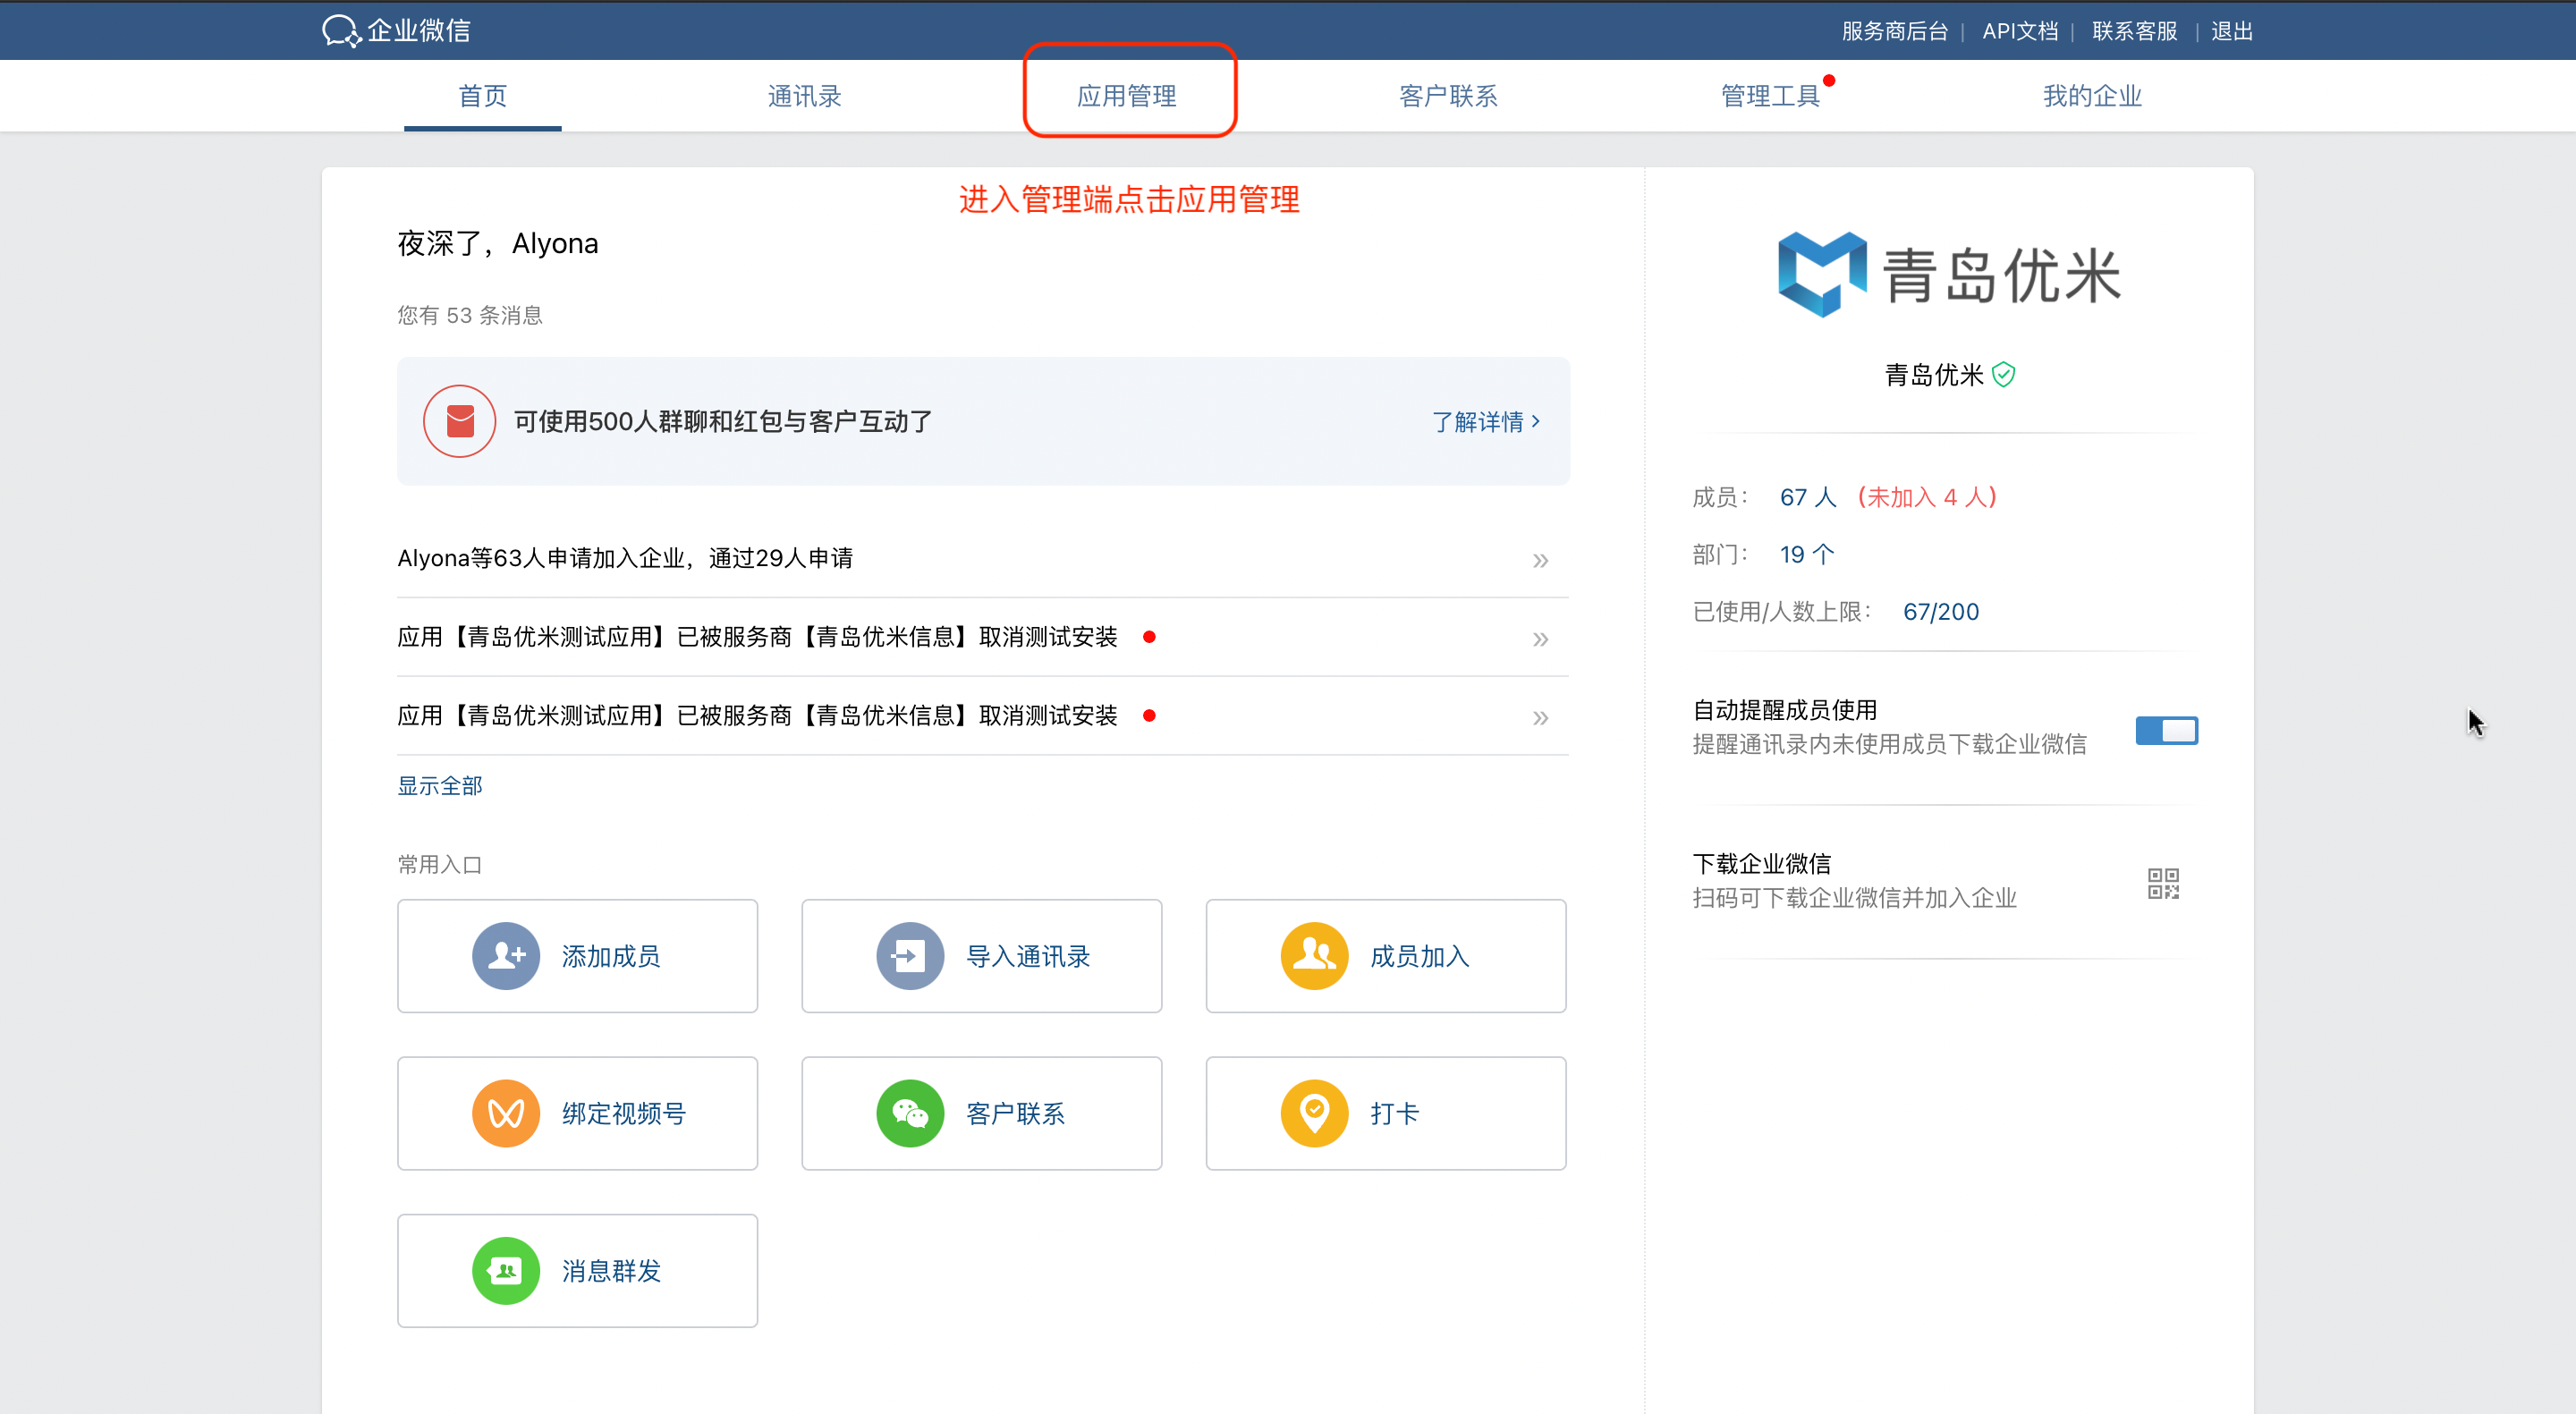 企业微信
服务商后台 | API文档 | 联系客服 | 退出
首页 通讯录 应用管理 客户联系 管理工具 我的企业
进入管理端点击应用管理
夜深了，Alyona
您有 53 条消息
可使用500人群聊和红包与客户互动了 了解详情 ›
Alyona等63人申请加入企业，通过29人申请 »
应用【青岛优米测试应用】已被服务商【青岛优米信息】取消测试安装 »
应用【青岛优米测试应用】已被服务商【青岛优米信息】取消测试安装 »
显示全部
常用入口
添加成员 导入通讯录 成员加入
绑定视频号 客户联系 打卡
消息群发
青岛优米
青岛优米
成员： 67 人 (未加入 4 人)
部门： 19 个
已使用/人数上限： 67/200
自动提醒成员使用
提醒通讯录内未使用成员下载企业微信
下载企业微信
扫码可下载企业微信并加入企业